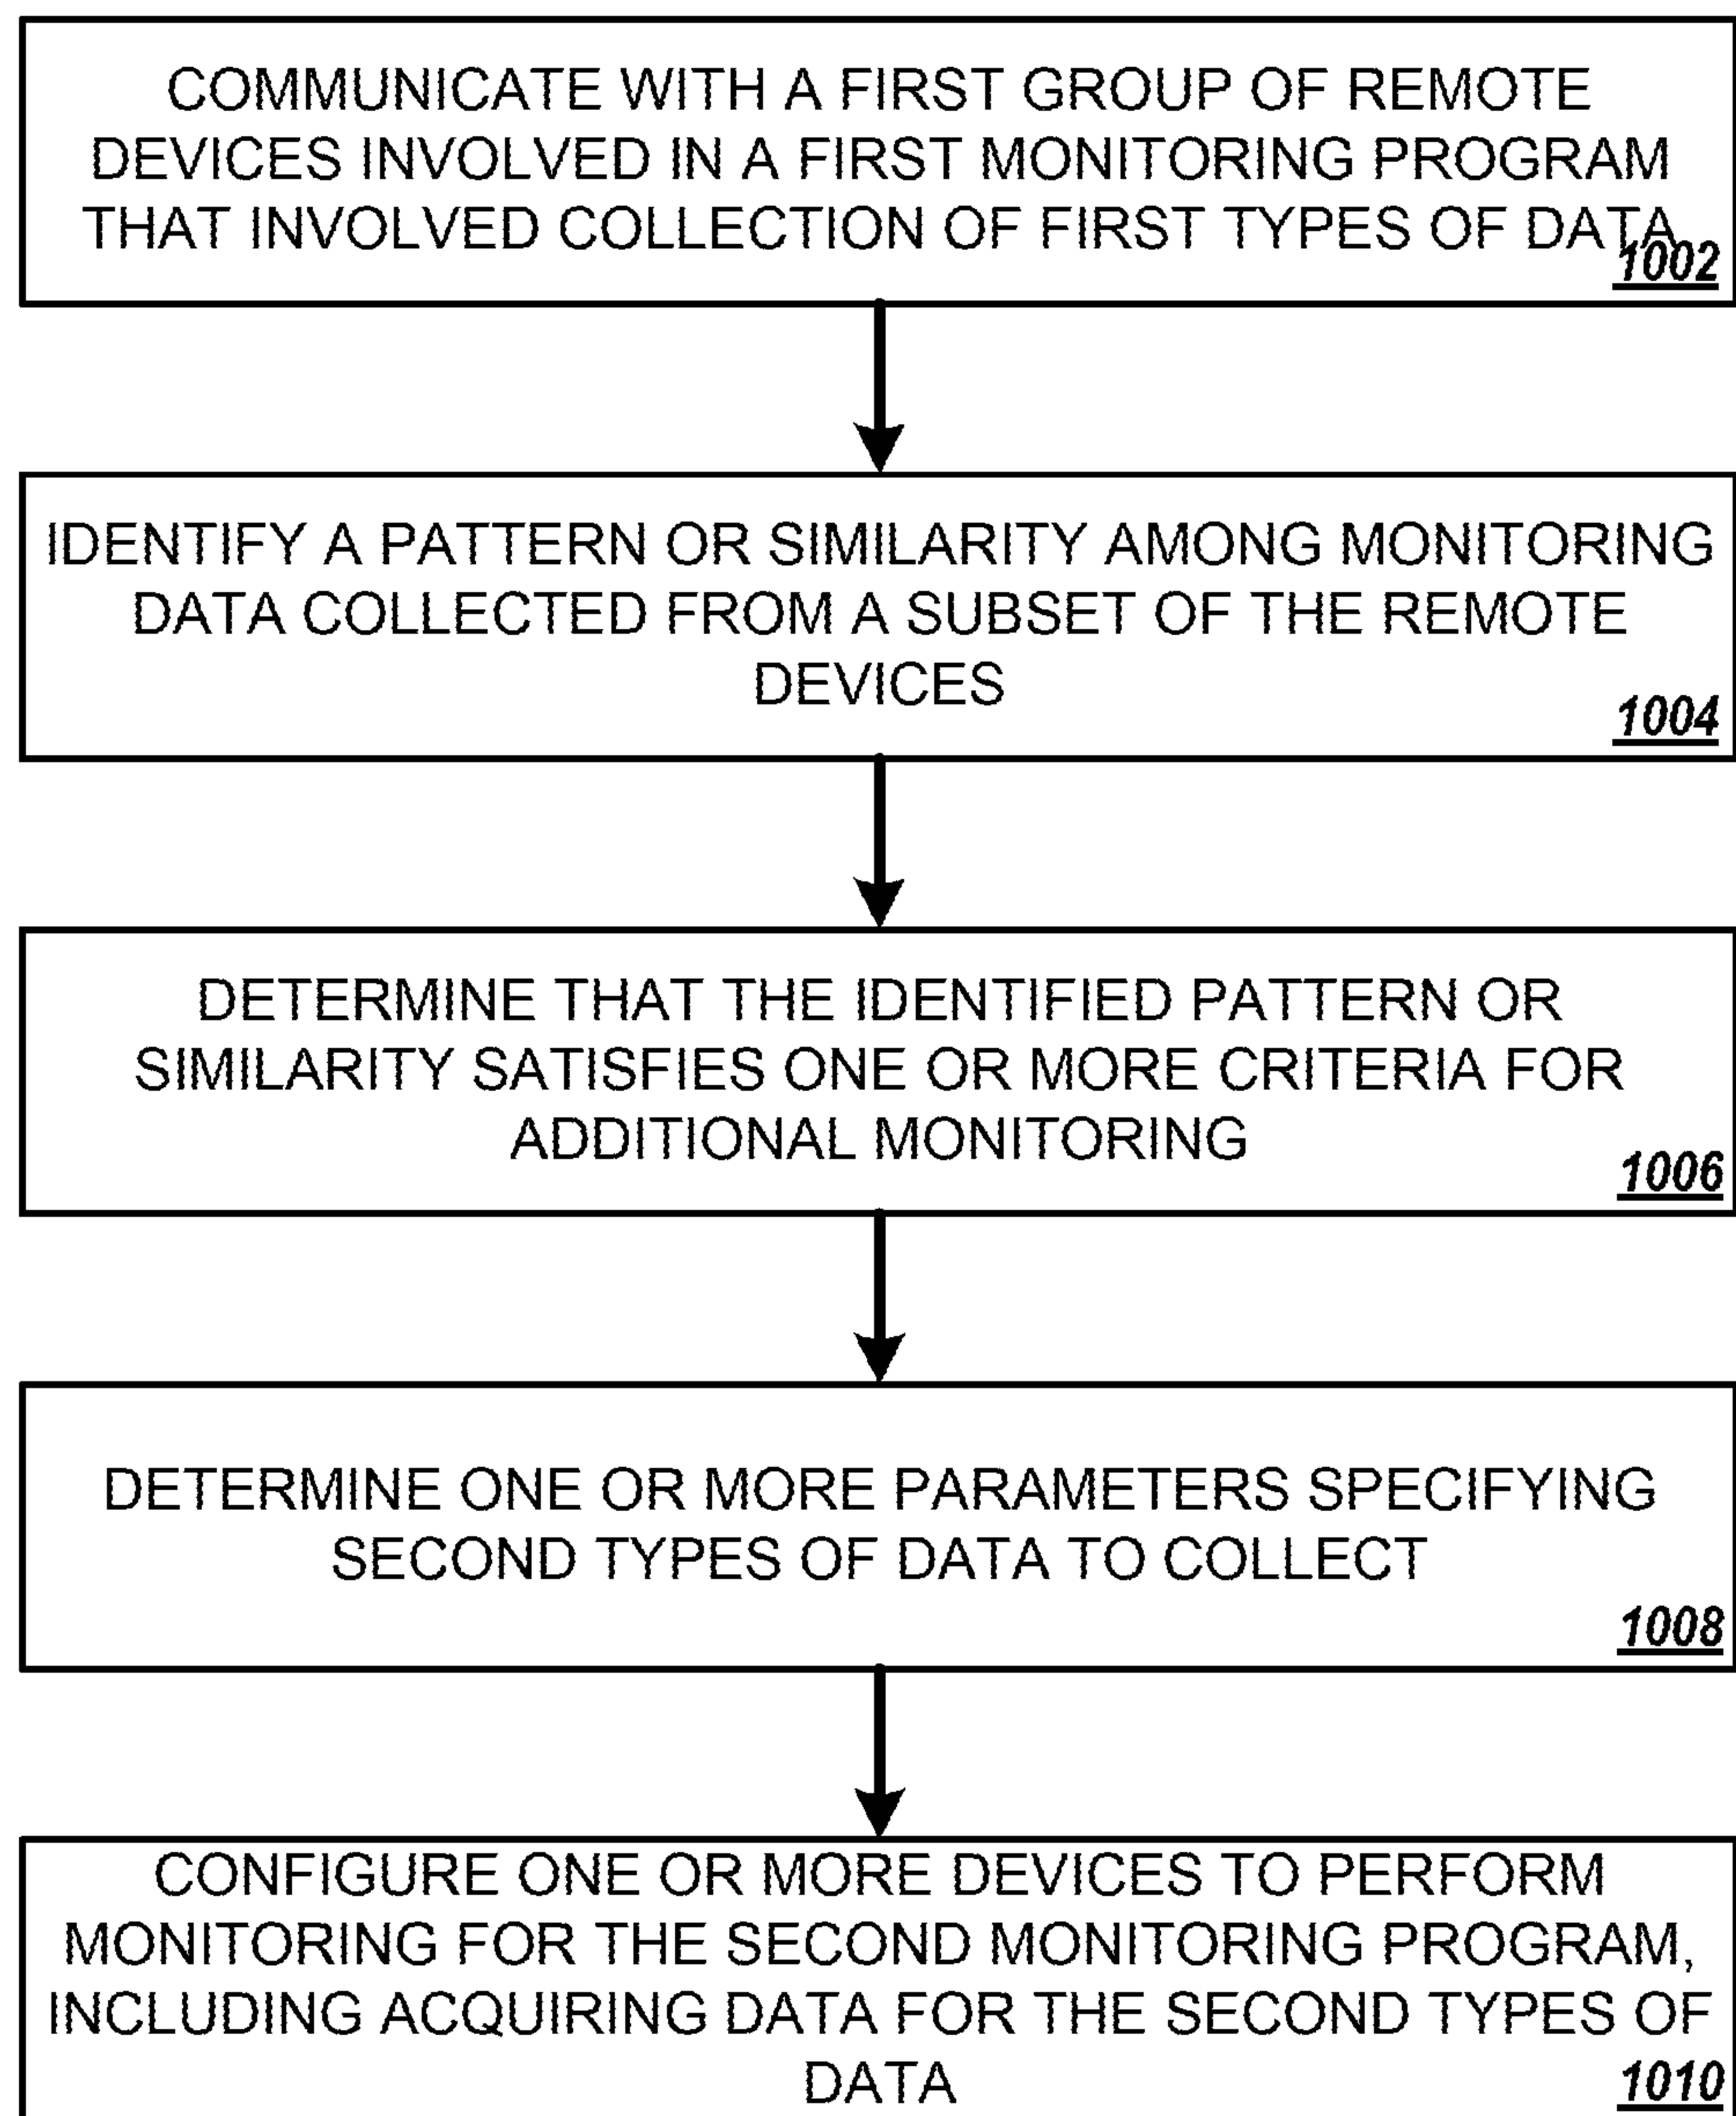 COMMUNICATE WITH A FIRST GROUP OF REMOTE
DEVICES INVOLVED IN A FIRST MONITORING PROGRAM
THAT INVOLVED COLLECTION OF FIRST TYPES OF DATA
1002
IDENTIFY A PATTERN OR SIMILARITY AMONG MONITORING
DATA COLLECTED FROM A SUBSET OF THE REMOTE
DEVICES
1004
DETERMINE THAT THE IDENTIFIED PATTERN OR
SIMILARITY SATISFIES ONE OR MORE CRITERIA FOR
ADDITIONAL MONITORING
1006
DETERMINE ONE OR MORE PARAMETERS SPECIFYING
SECOND TYPES OF DATA TO COLLECT
1008
CONFIGURE ONE OR MORE DEVICES TO PERFORM
MONITORING FOR THE SECOND MONITORING PROGRAM,
INCLUDING ACQUIRING DATA FOR THE SECOND TYPES OF
DATA
1010